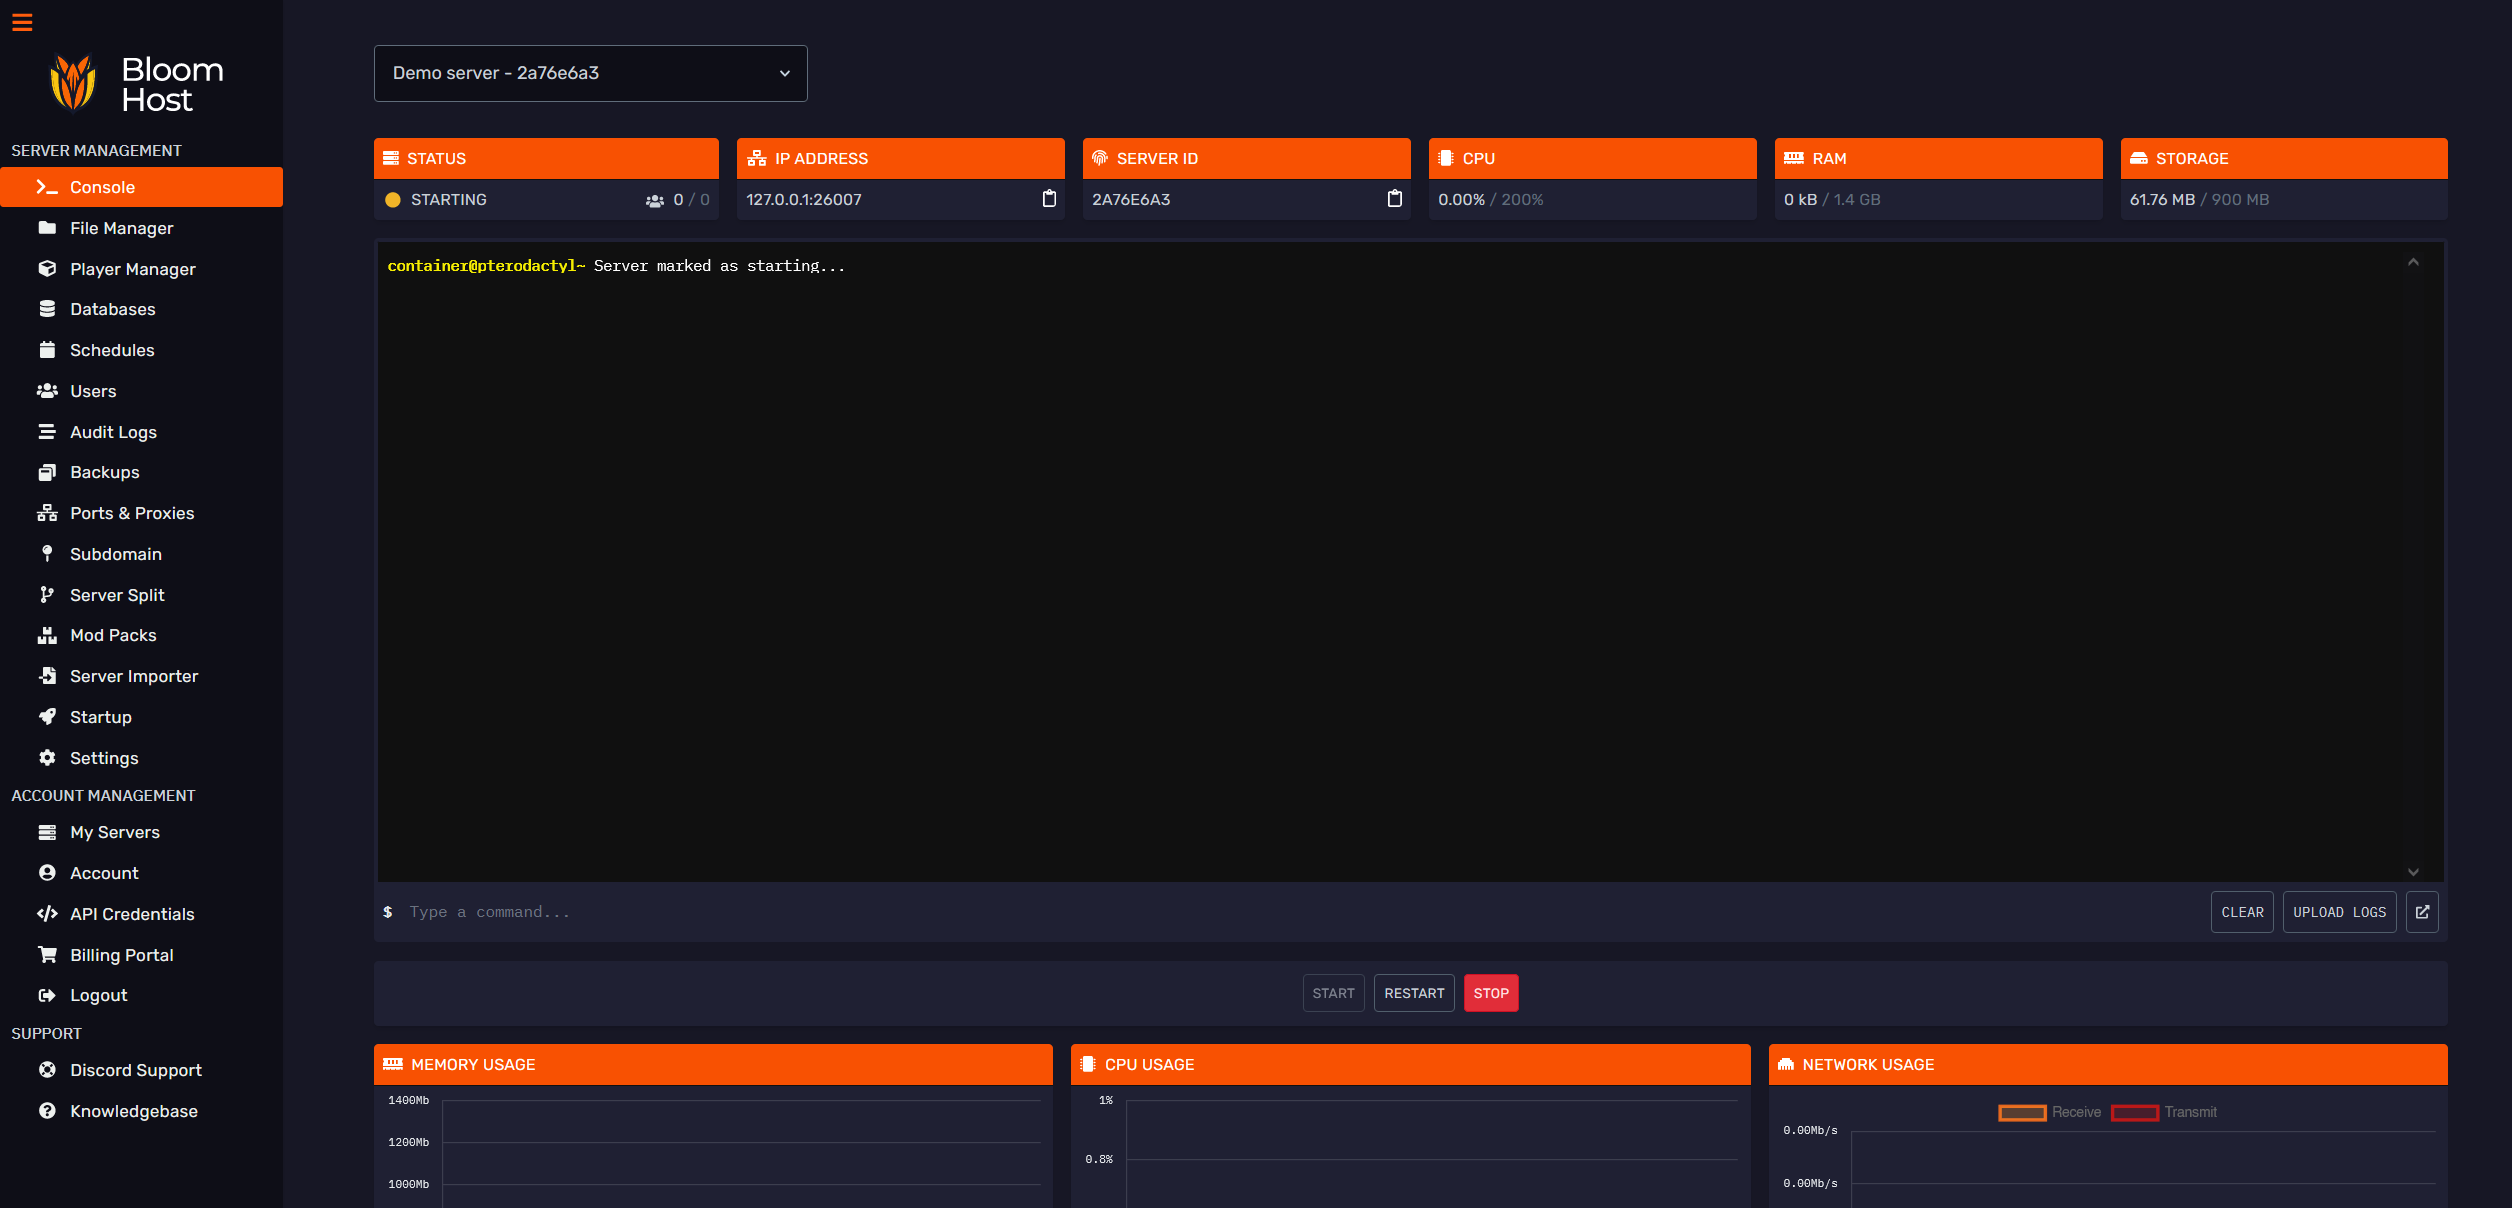 Bloom
Host
SERVER MANAGEMENT
Console
File Manager
Player Manager
Databases
Schedules
Users
Audit Logs
Backups
Ports & Proxies
Subdomain
Server Split
Mod Packs
Server Importer
Startup
Settings
ACCOUNT MANAGEMENT
My Servers
Account
API Credentials
Billing Portal
Logout
SUPPORT
Discord Support
Knowledgebase
Demo server - 2a76e6a3
STATUS
STARTING 0 / 0
IP ADDRESS
127.0.0.1:26007
SERVER ID
2A76E6A3
CPU
0.00% / 200%
RAM
0 kB / 1.4 GB
STORAGE
61.76 MB / 900 MB
container@pterodactyl~ Server marked as starting...
$ Type a command...
CLEAR UPLOAD LOGS
START RESTART STOP
MEMORY USAGE
1400Mb
1200Mb
1000Mb
CPU USAGE
1%
0.8%
NETWORK USAGE
Receive Transmit
0.00Mb/s
0.00Mb/s